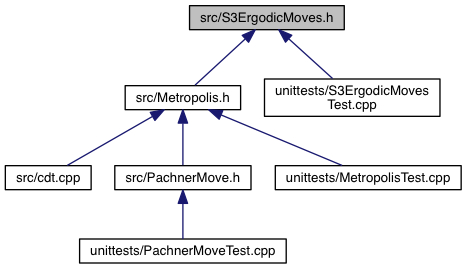 src/S3ErgodicMoves.h
src/Metropolis.h
unittests/S3ErgodicMoves
Test.cpp
src/cdt.cpp
src/PachnerMove.h
unittests/MetropolisTest.cpp
unittests/PachnerMoveTest.cpp